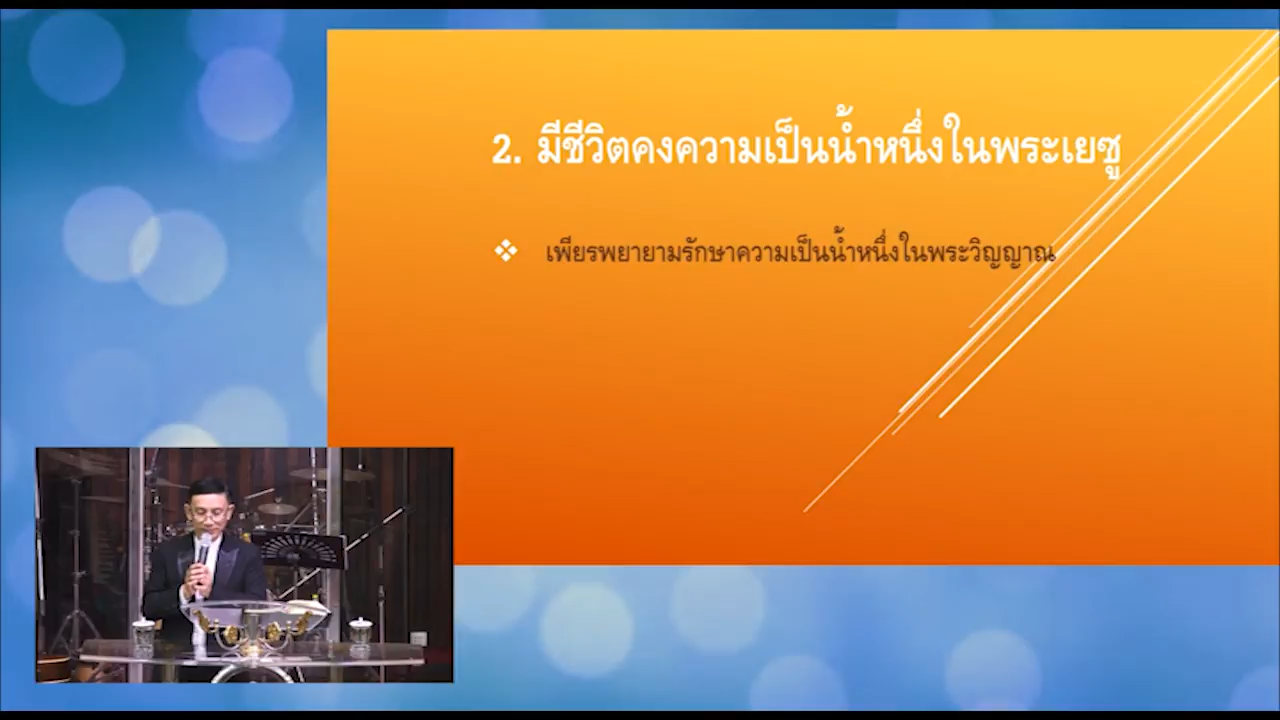 2. มีชีวิตคงความเป็นน้ำหนึ่งในพระเยซู
❖ เพียรพยายามรักษาความเป็นน้ำหนึ่งในพระวิญญาณ